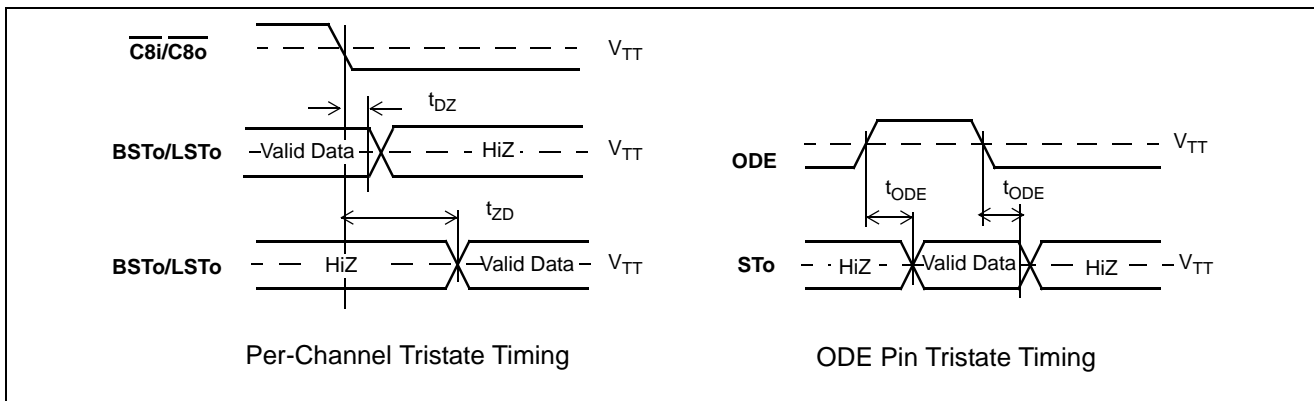 C8i/C8o
V_TT
t_DZ
BSTo/LSTo
Valid Data
HiZ
V_TT
t_ZD
BSTo/LSTo
HiZ
Valid Data
V_TT
Per-Channel Tristate Timing
ODE
V_TT
t_ODE
t_ODE
STo
HiZ
Valid Data
HiZ
V_TT
ODE Pin Tristate Timing